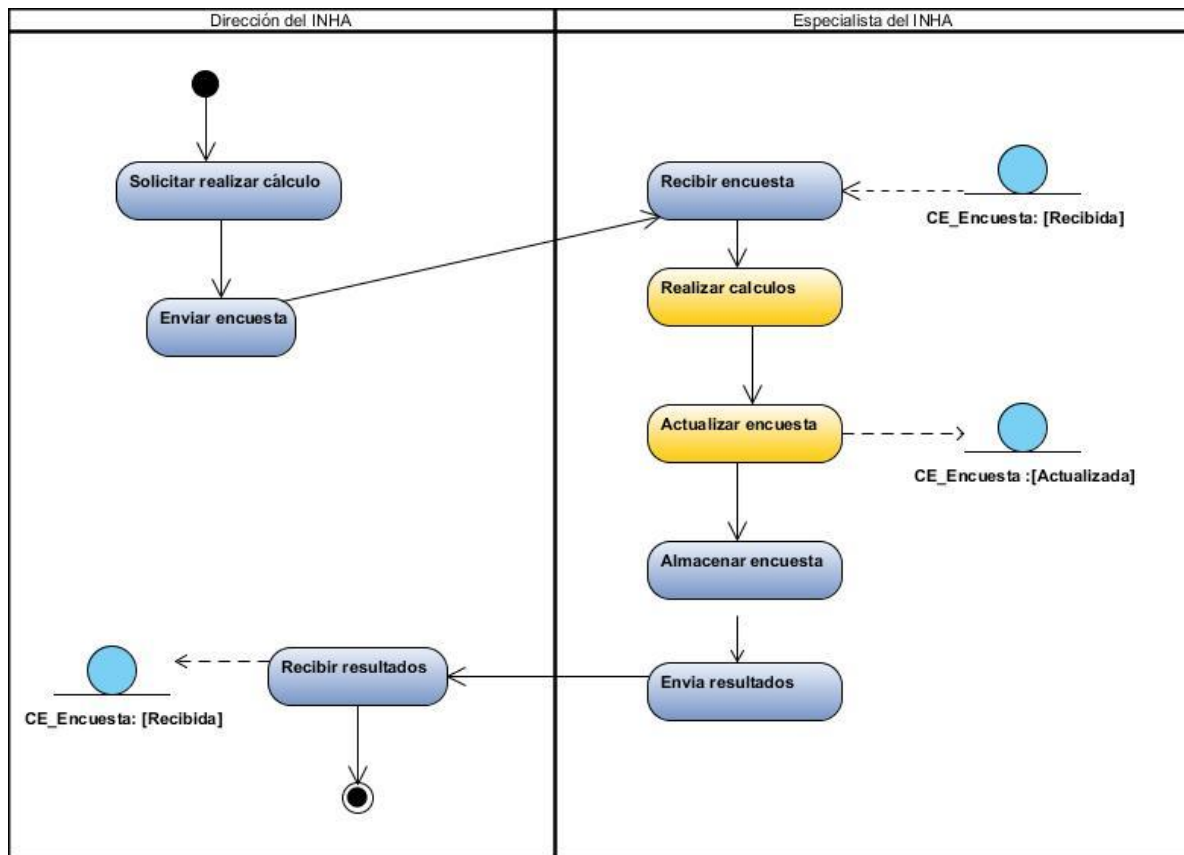 Dirección del INHA
Especialista del INHA
Solicitar realizar cálculo
Recibir encuesta
CE_Encuesta: [Recibida]
Realizar calculos
Enviar encuesta
Actualizar encuesta
CE_Encuesta :[Actualizada]
Almacenar encuesta
Recibir resultados
Envia resultados
CE_Encuesta: [Recibida]